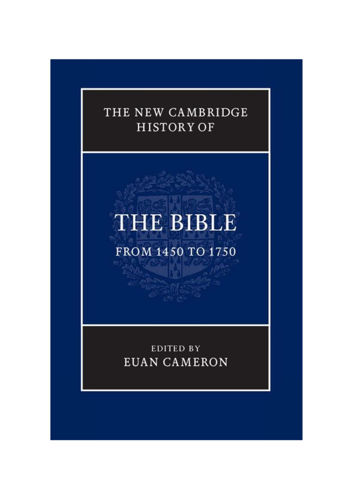 THE NEW CAMBRIDGE
HISTORY OF
THE BIBLE
FROM 1450 TO 1750
EDITED BY
EUAN CAMERON